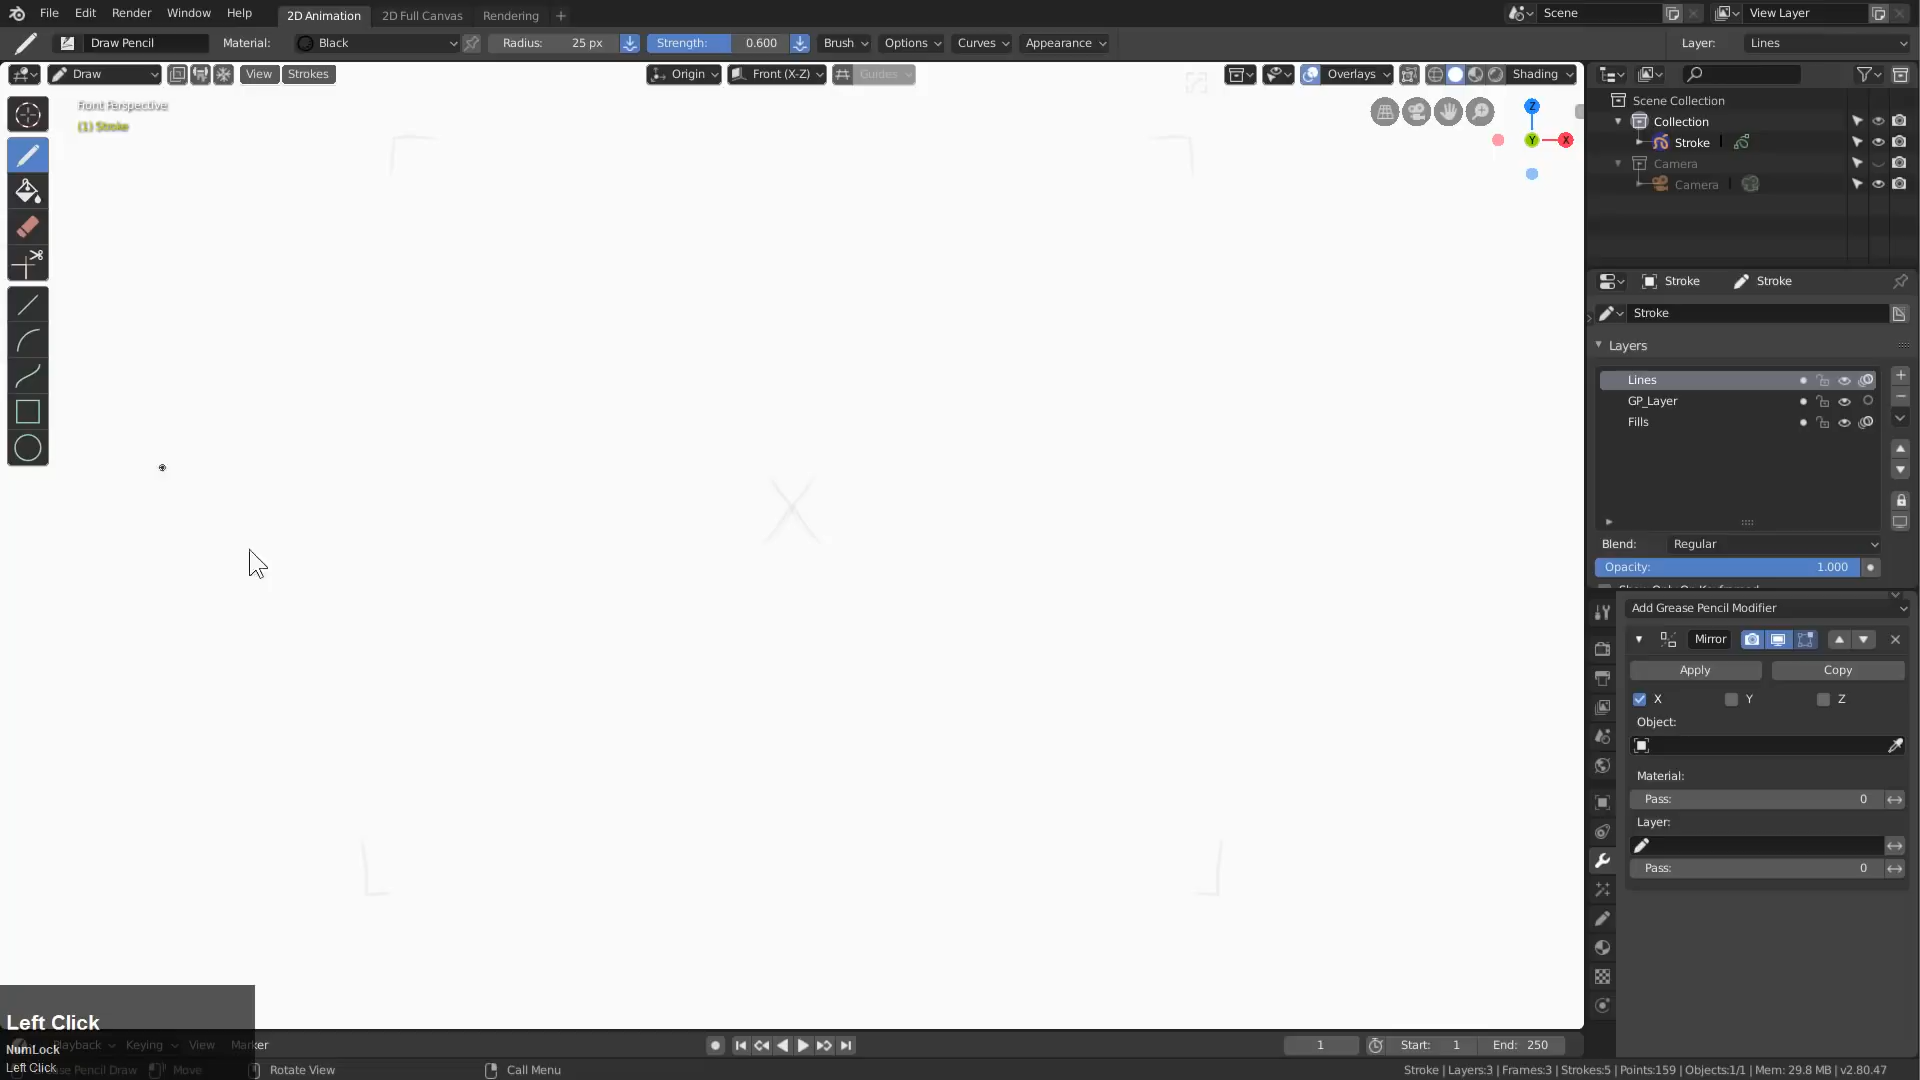 File Edit Render Window Help 2D Animation 2D Full Canvas Rendering Scene View Layer
Draw Pencil Material: Black Radius: 25 px Strength: 0.600 Brush Options Curves Appearance Layer: Lines
Draw View Strokes Origin Front (X-Z) Guides Overlays Shading
Front Perspective
(1) Stroke
Z
Y
X
Scene Collection
Collection
Stroke
Camera
Camera
Stroke Stroke
Stroke
Layers
Lines
GP_Layer
Fills
Blend: Regular
Opacity: 1.000
Add Grease Pencil Modifier
Mirror
Apply Copy
X Y Z
Object:
Material:
Pass: 0
Layer:
Pass: 0
Left Click
NumLock
Left Click
Playback Keying View Marker 1 Start: 1 End: 250
Grease Pencil Draw Move Rotate View Call Menu Stroke | Layers:3 | Frames:3 | Strokes:5 | Points:159 | Objects:1/1 | Mem: 29.8 MB | v2.80.47